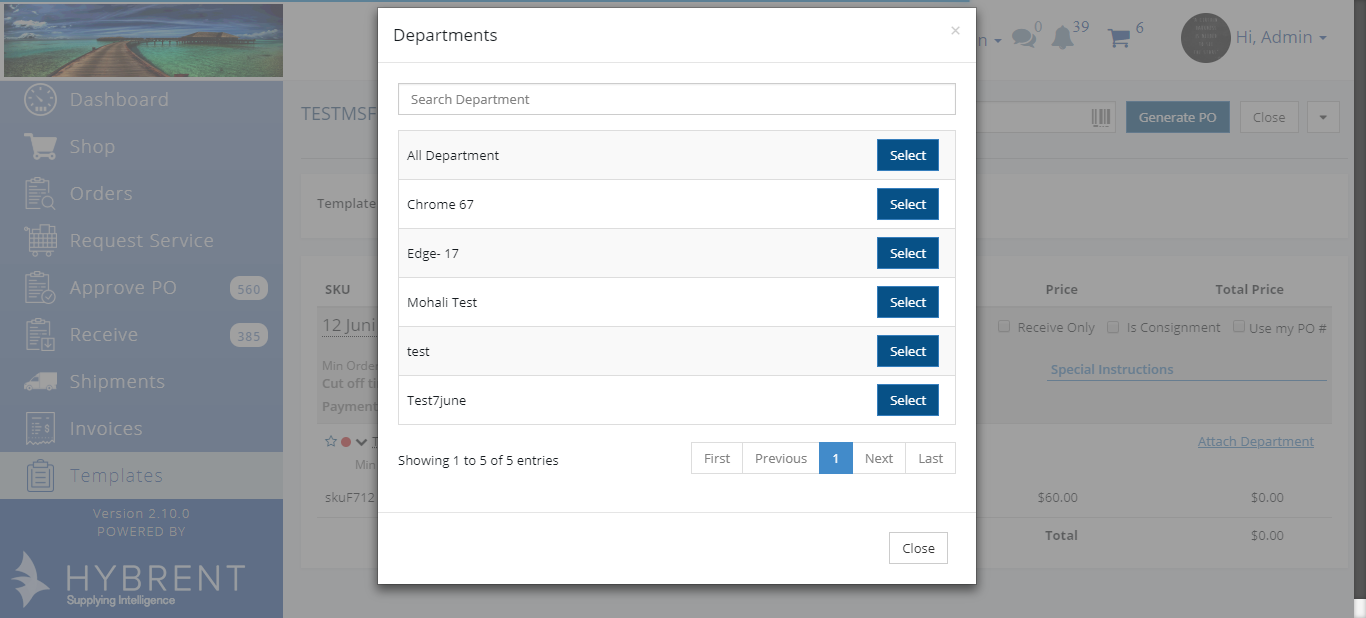 Departments ×
Search Department
All Department Select
Chrome 67 Select
Edge- 17 Select
Mohali Test Select
test Select
Test7june Select
Showing 1 to 5 of 5 entries First Previous 1 Next Last
Close
Dashboard
Shop
Orders
Request Service
Approve PO 560
Receive 385
Shipments
Invoices
Templates
Version 2.10.0
POWERED BY
HYBRENT
Supplying Intelligence
n 0 39 6 Hi, Admin
TESTMSF Generate PO Close
Template
SKU Price Total Price
12 Juni Receive Only Is Consignment Use my PO #
Min Orde
Cut off ti Special Instructions
Payment
T Attach Department
Min
skuF712 $60.00 $0.00
Total $0.00